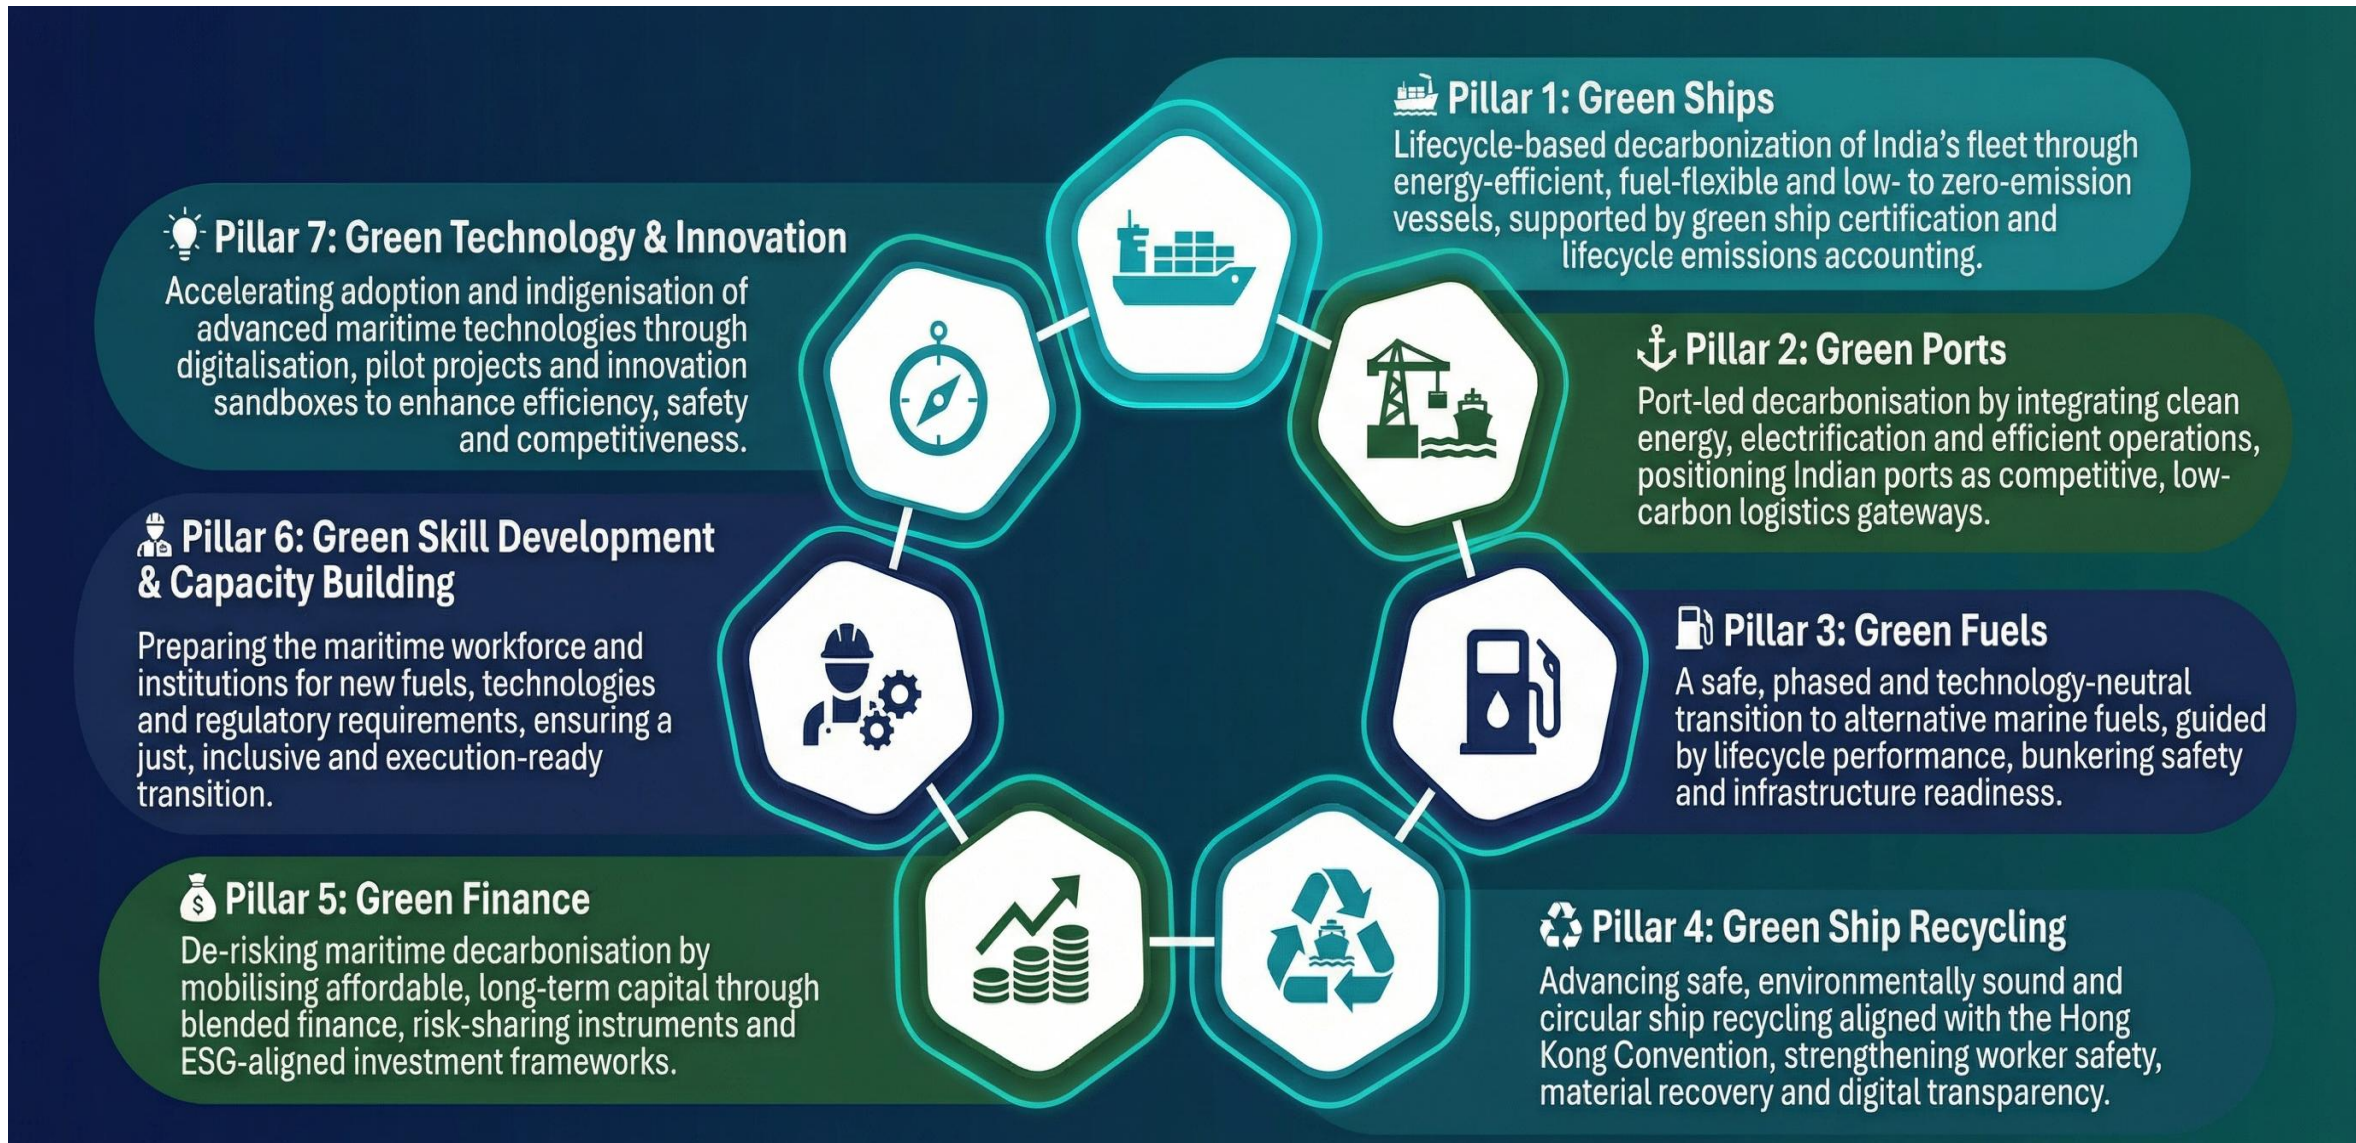 Pillar 1: Green Ships
Lifecycle-based decarbonization of India's fleet through
energy-efficient, fuel-flexible and low- to zero-emission
vessels, supported by green ship certification and
lifecycle emissions accounting.
Pillar 2: Green Ports
Port-led decarbonisation by integrating clean
energy, electrification and efficient operations,
positioning Indian ports as competitive, low-
carbon logistics gateways.
Pillar 3: Green Fuels
A safe, phased and technology-neutral
transition to alternative marine fuels, guided
by lifecycle performance, bunkering safety
and infrastructure readiness.
Pillar 4: Green Ship Recycling
Advancing safe, environmentally sound and
circular ship recycling aligned with the Hong
Kong Convention, strengthening worker safety,
material recovery and digital transparency.
$ Pillar 5: Green Finance
De-risking maritime decarbonisation by
mobilising affordable, long-term capital through
blended finance, risk-sharing instruments and
ESG-aligned investment frameworks.
Pillar 6: Green Skill Development
& Capacity Building
Preparing the maritime workforce and
institutions for new fuels, technologies
and regulatory requirements, ensuring a
just, inclusive and execution-ready
transition.
Pillar 7: Green Technology & Innovation
Accelerating adoption and indigenisation of
advanced maritime technologies through
digitalisation, pilot projects and innovation
sandboxes to enhance efficiency, safety
and competitiveness.